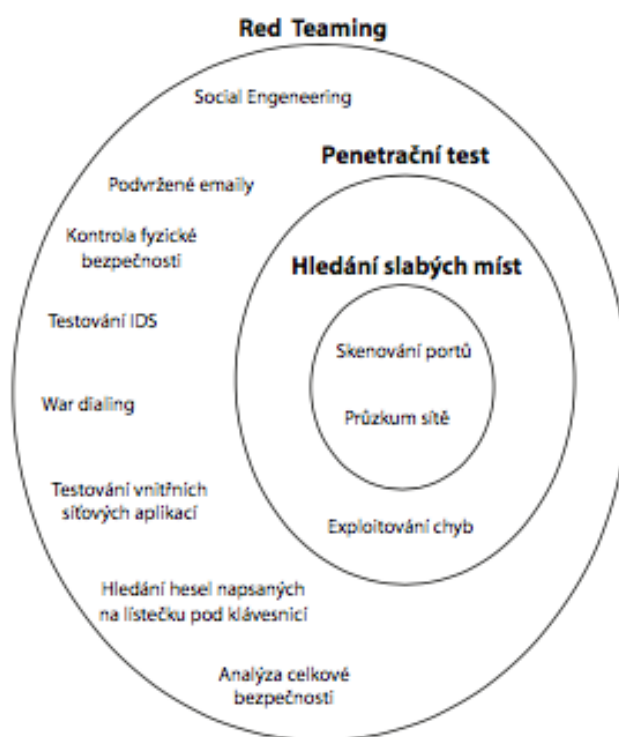 Red Teaming
Social Engeneering
Penetrační test
Podvržené emaily
Kontrola fyzické
bezpečnosti
Hledání slabých míst
Testování IDS
Skenování portů
War dialing
Průzkum sítě
Testování vnitřních
síťových aplikací
Exploitování chyb
Hledání hesel napsaných
na lístečku pod klávesnicí
Analýza celkové
bezpečnosti